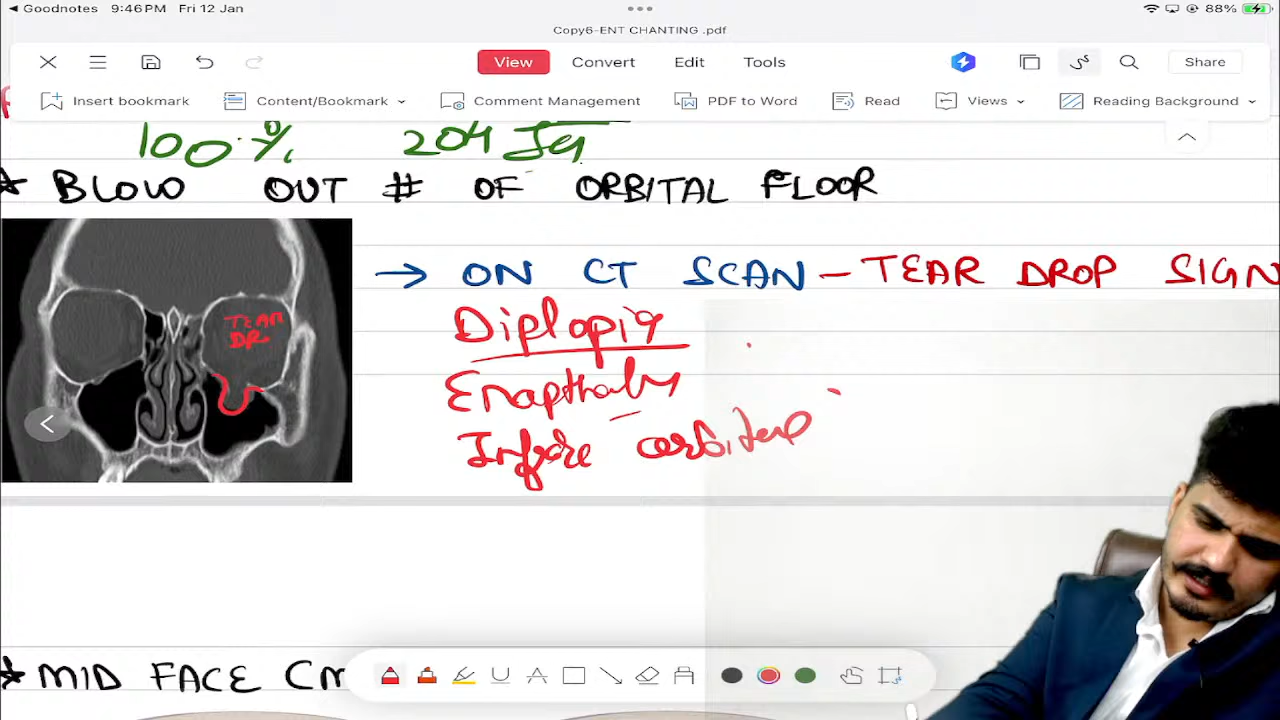 Goodnotes 9:46 PM Fri 12 Jan 88%
Copy6-ENT CHANTING .pdf
View Convert Edit Tools Share
Insert bookmark Content/Bookmark Comment Management PDF to Word Read Views Reading Background
100%
* BLOW OUT # OF ORBITAL FLOOR
→ ON CT SCAN - TEAR DROP SIGN
TEAR
DR
Diplopia
Infra orbital
* MID FACE